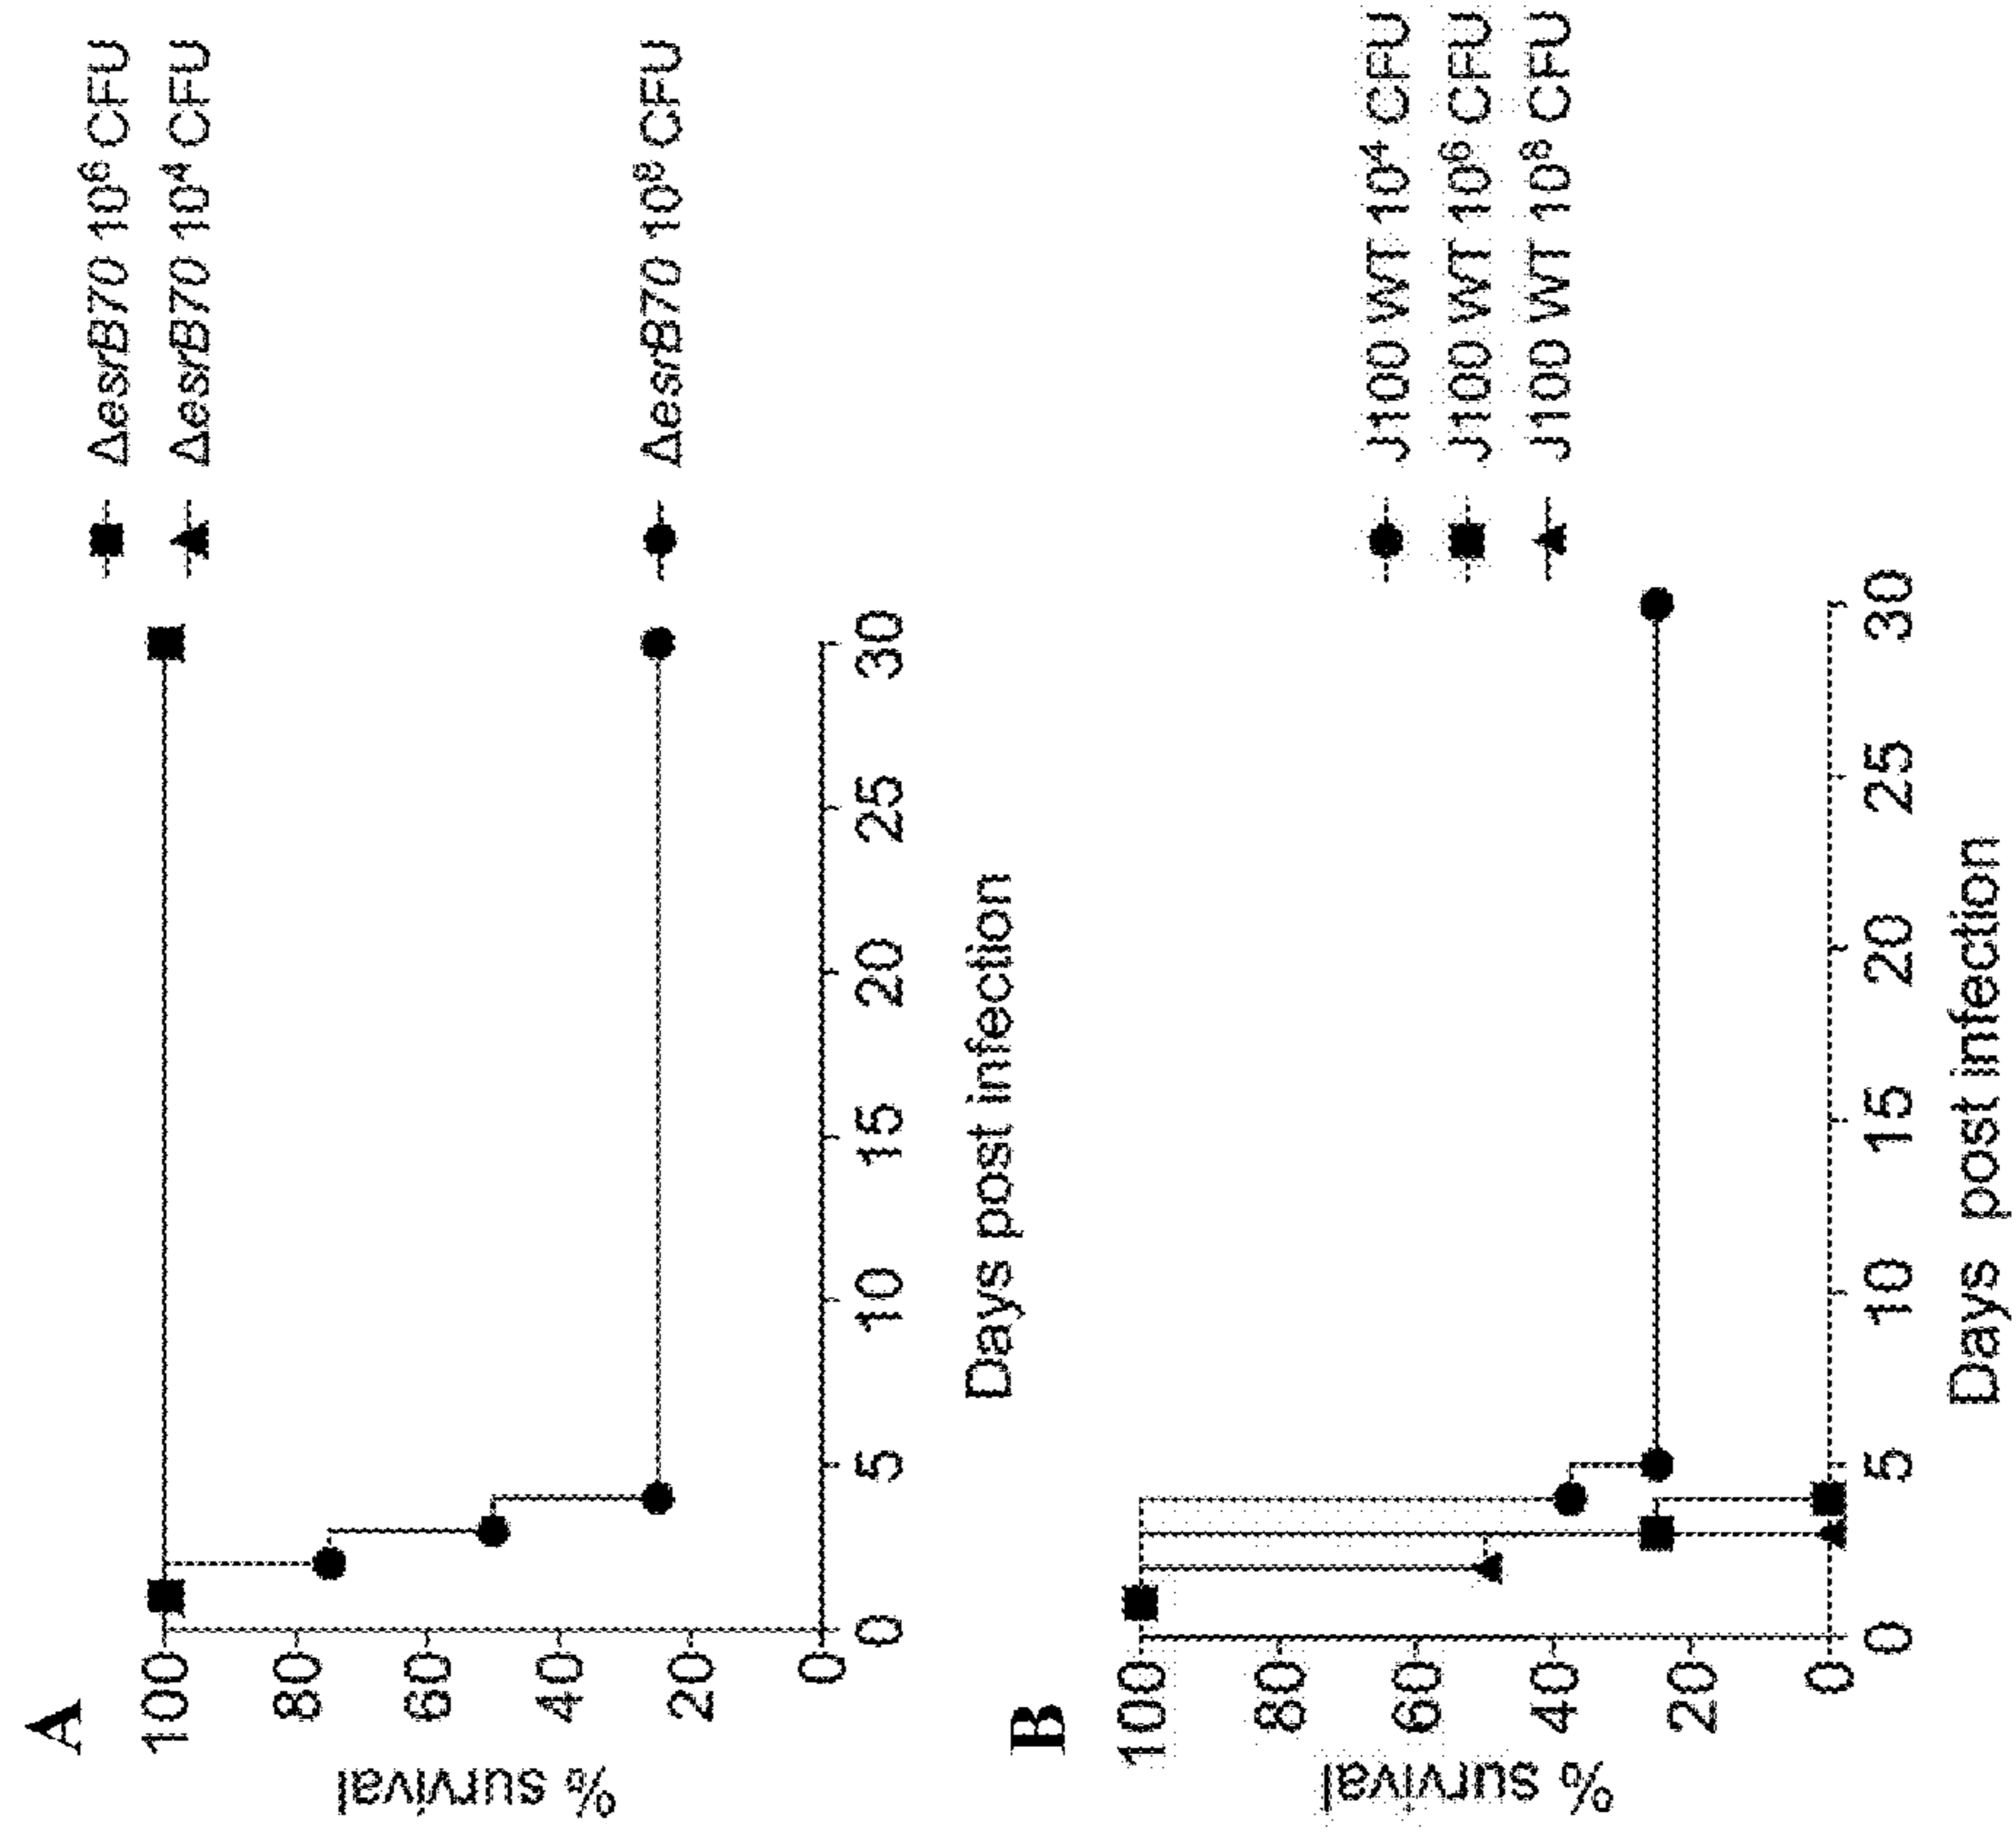 A
% survival
100
80
60
40
20
0
0 5 10 15 20 25 30
Days post infection
ΔesrB70 10⁶ CFU
ΔesrB70 10⁴ CFU
ΔesrB70 10⁸ CFU
B
% survival
100
80
60
40
20
0
0 5 10 15 20 25 30
Days post infection
J100 WT 10⁴ CFU
J100 WT 10⁶ CFU
J100 WT 10⁸ CFU